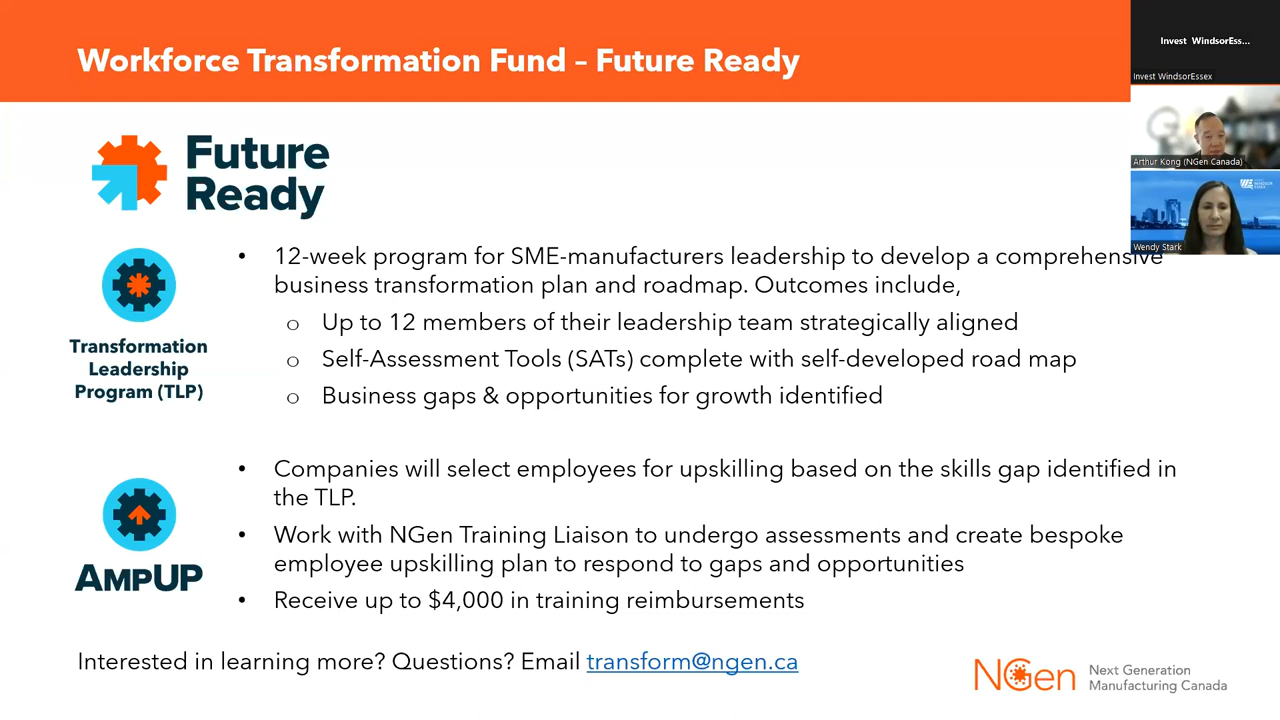 Workforce Transformation Fund – Future Ready
Invest WindsorEss...
Invest WindsorEssex
Arthur Kong (NGen Canada)
Wendy Stark
Future
Ready
Transformation
Leadership
Program (TLP)
• 12-week program for SME-manufacturers leadership to develop a comprehensive
business transformation plan and roadmap. Outcomes include,
o Up to 12 members of their leadership team strategically aligned
o Self-Assessment Tools (SATs) complete with self-developed road map
o Business gaps & opportunities for growth identified
AMPUP
• Companies will select employees for upskilling based on the skills gap identified in
the TLP.
• Work with NGen Training Liaison to undergo assessments and create bespoke
employee upskilling plan to respond to gaps and opportunities
• Receive up to $4,000 in training reimbursements
Interested in learning more? Questions? Email transform@ngen.ca
NGen
Next Generation
Manufacturing Canada